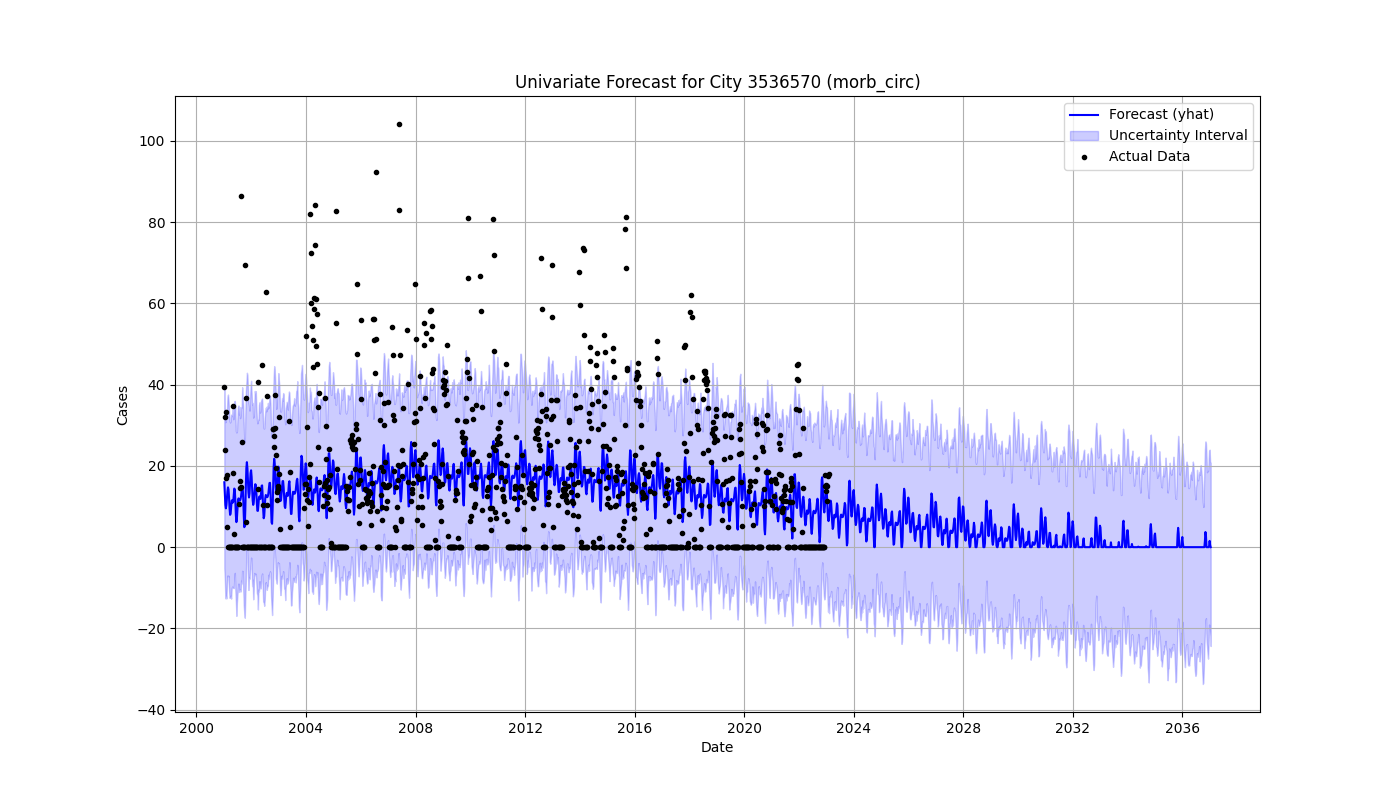 Univariate Forecast for City 3536570 (morb_circ)
Forecast (yhat)
Uncertainty Interval
Actual Data
Cases
100
80
60
40
20
0
−20
−40
2000 2004 2008 2012 2016 2020 2024 2028 2032 2036
Date